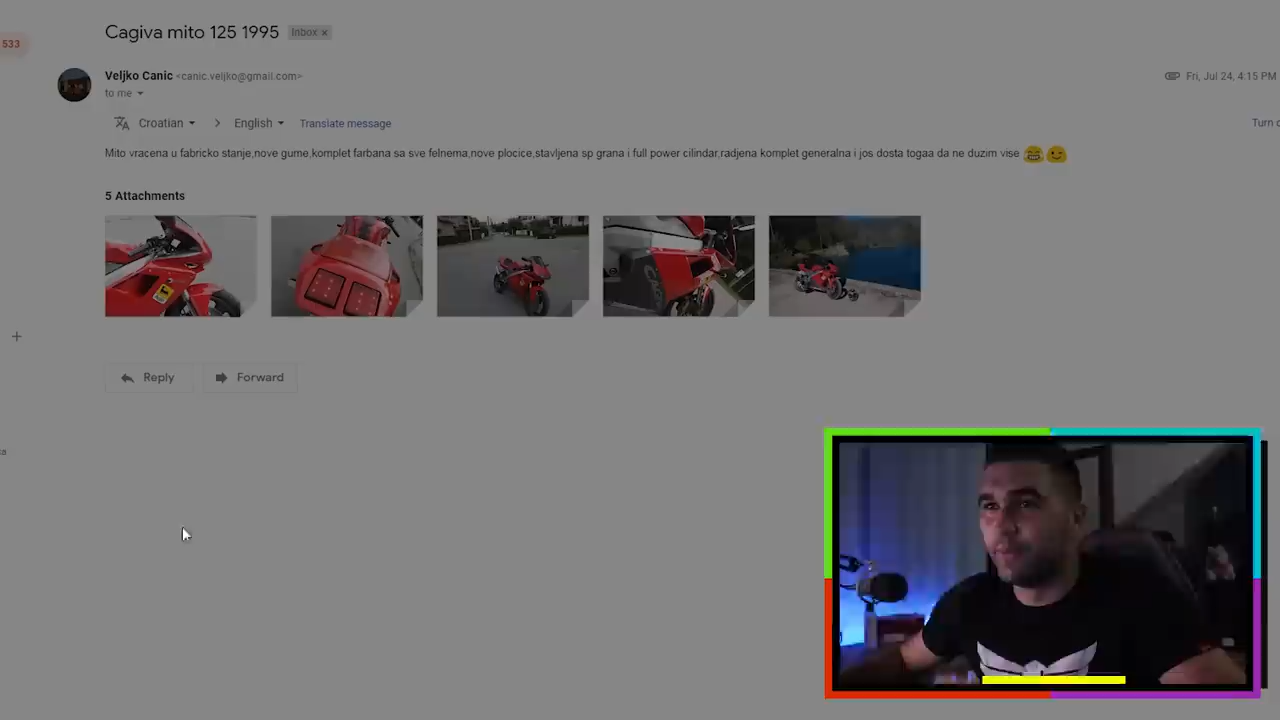 Cagiva mito 125 1995 Inbox x
533
Veljko Canic <canic.veljko@gmail.com> Fri, Jul 24, 4:15 PM
to me
Croatian > English Translate message Turn
Mito vracena u fabricko stanje,nove gume,komplet farbana sa sve felnema,nove plocice,stavljena sp grana i full power cilindar,radjena komplet generalna i jos dosta togaa da ne duzim vise 😂😉
5 Attachments
Reply Forward